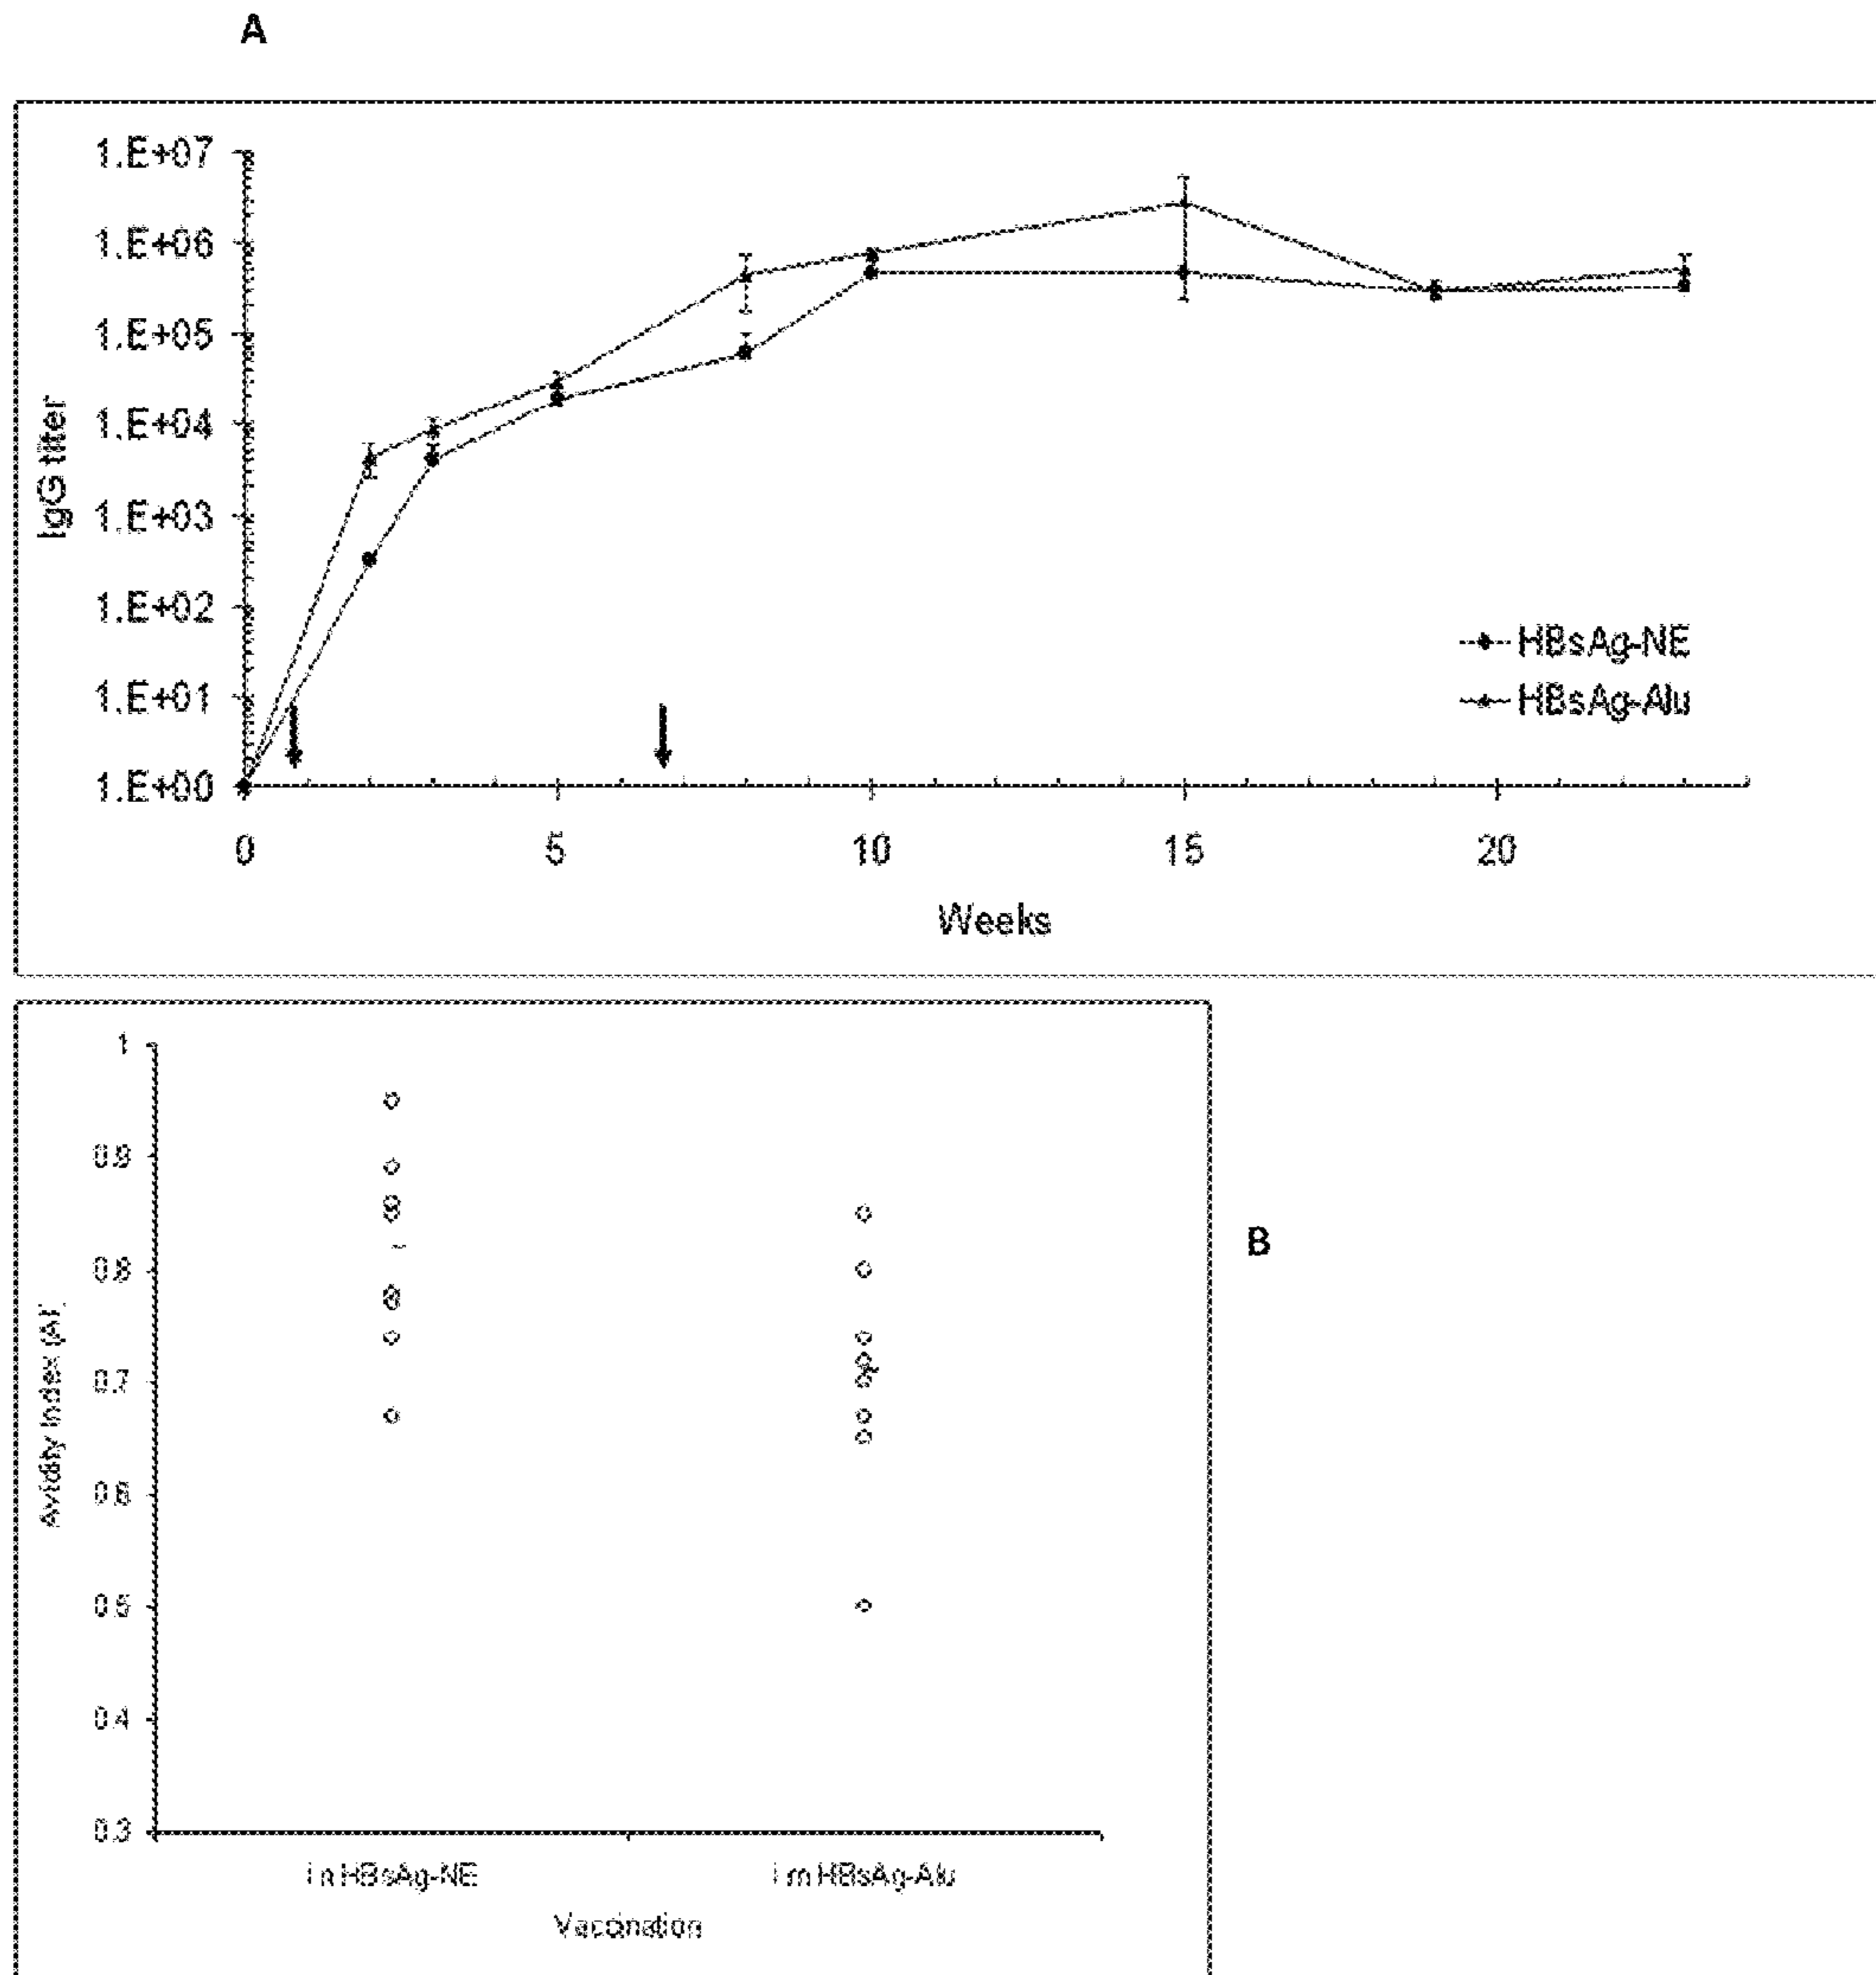 A
1.E+07
1.E+06
1.E+05
1.E+04
1.E+03
1.E+02
1.E+01
1.E+00
IgG titer
0 5 10 15 20
Weeks
HBsAg-NE
HBsAg-Alu
1
0.9
0.8
0.7
0.6
0.5
0.4
0.3
Avidity Index (AI)
i.n HBsAg-NE i.m HBsAg-Alu
Vaccination
B